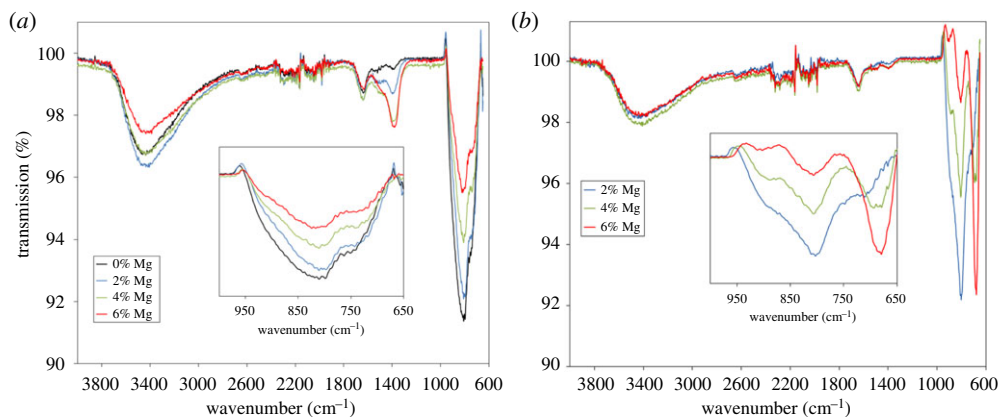 (a)
(b)
transmission (%)
100
98
96
94
92
90
0% Mg
2% Mg
4% Mg
6% Mg
950 850 750 650
wavenumber (cm⁻¹)
3800 3400 3000 2600 2200 1800 1400 1000 600
wavenumber (cm⁻¹)
100
98
96
94
92
90
2% Mg
4% Mg
6% Mg
950 850 750 650
wavenumber (cm⁻¹)
3800 3400 3000 2600 2200 1800 1400 1000 600
wavenumber (cm⁻¹)